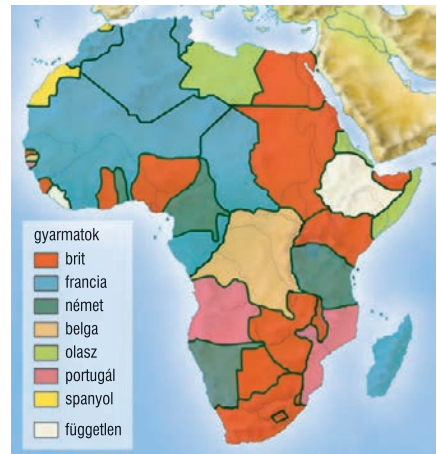 gyarmatok
brit
francia
német
belga
olasz
portugál
spanyol
független